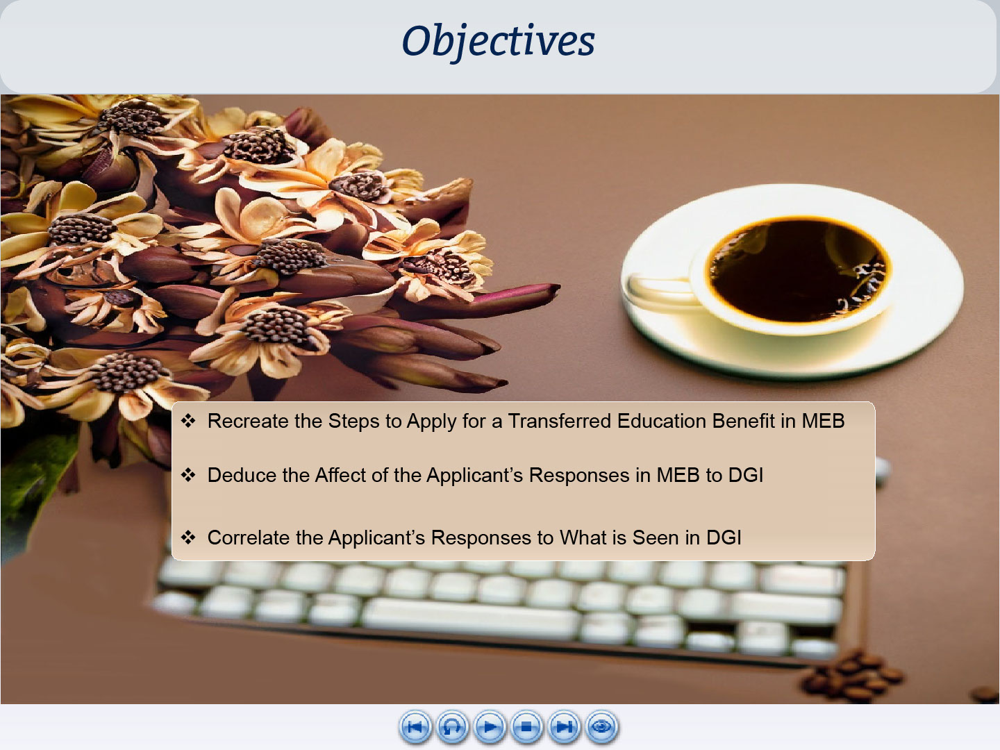 Objectives
❖ Recreate the Steps to Apply for a Transferred Education Benefit in MEB
❖ Deduce the Affect of the Applicant’s Responses in MEB to DGI
❖ Correlate the Applicant’s Responses to What is Seen in DGI